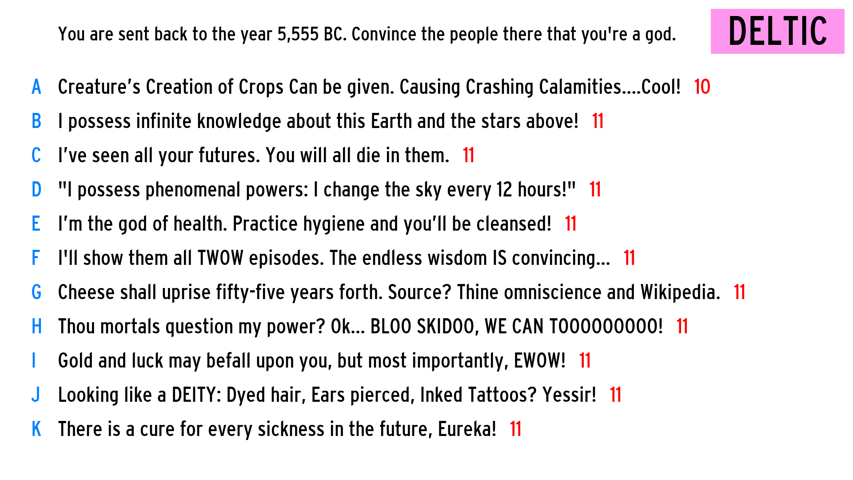 You are sent back to the year 5,555 BC. Convince the people there that you're a god.
DELTIC
A Creature’s Creation of Crops Can be given. Causing Crashing Calamities....Cool! 10
B I possess infinite knowledge about this Earth and the stars above! 11
C I’ve seen all your futures. You will all die in them. 11
D "I possess phenomenal powers: I change the sky every 12 hours!" 11
E I’m the god of health. Practice hygiene and you’ll be cleansed! 11
F I'll show them all TWOW episodes. The endless wisdom IS convincing... 11
G Cheese shall uprise fifty-five years forth. Source? Thine omniscience and Wikipedia. 11
H Thou mortals question my power? Ok... BLOO SKIDOO, WE CAN TOOOOOOOOO! 11
I Gold and luck may befall upon you, but most importantly, EWOW! 11
J Looking like a DEITY: Dyed hair, Ears pierced, Inked Tattoos? Yessir! 11
K There is a cure for every sickness in the future, Eureka! 11